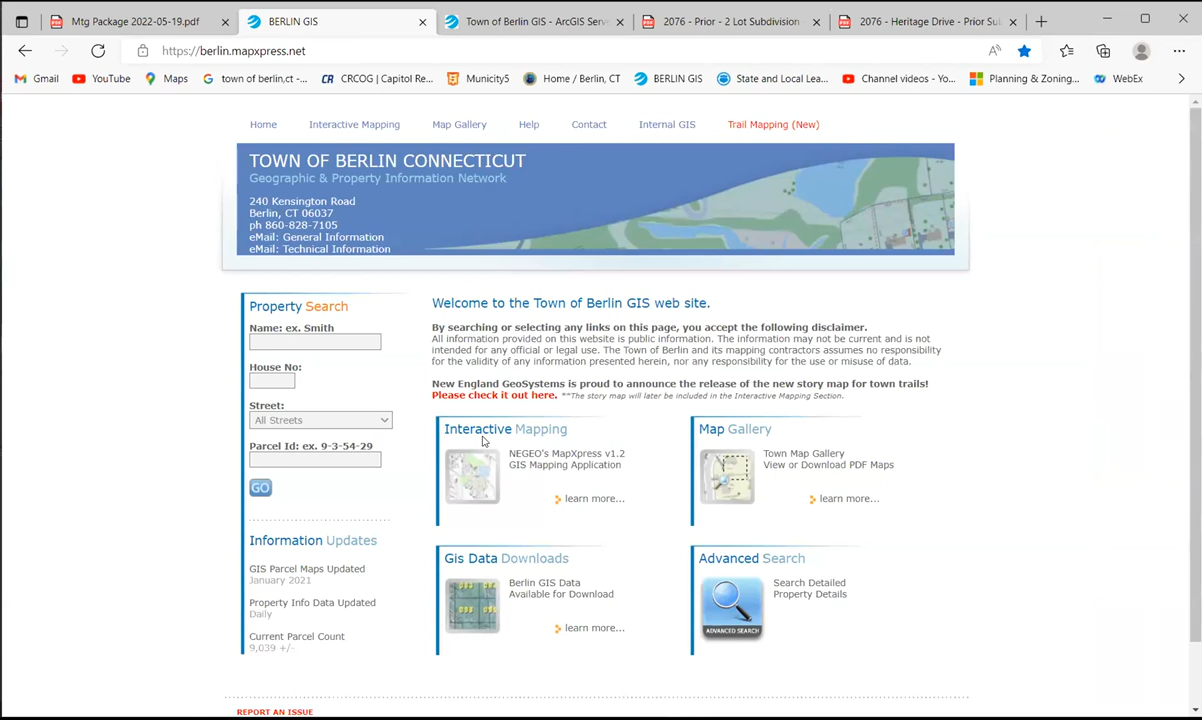 Mtg Package 2022-05-19.pdf
BERLIN GIS
Town of Berlin GIS - ArcGIS Serv
2076 - Prior - 2 Lot Subdivision
2076 - Heritage Drive - Prior Su
https://berlin.mapxpress.net
Gmail
YouTube
Maps
town of berlin,ct -...
CRCOG | Capitol Re...
Municity5
Home / Berlin, CT
BERLIN GIS
State and Local Lea...
Channel videos - Yo...
Planning & Zoning...
WebEx
Home
Interactive Mapping
Map Gallery
Help
Contact
Internal GIS
Trail Mapping (New)
TOWN OF BERLIN CONNECTICUT
Geographic & Property Information Network
240 Kensington Road
Berlin, CT 06037
ph 860-828-7105
eMail: General Information
eMail: Technical Information
Property Search
Name: ex. Smith
House No:
Street:
All Streets
Parcel Id: ex. 9-3-54-29
GO
Information Updates
GIS Parcel Maps Updated
January 2021
Property Info Data Updated
Daily
Current Parcel Count
9,039 +/-
Welcome to the Town of Berlin GIS web site.
By searching or selecting any links on this page, you accept the following disclaimer.
All information provided on this website is public information. The information may not be current and is not
intended for any official or legal use. The Town of Berlin and its mapping contractors assumes no responsibility
for the validity of any information presented herein, nor any responsibility for the use or misuse of data.
New England GeoSystems is proud to announce the release of the new story map for town trails!
Please check it out here. **The story map will later be included in the Interactive Mapping Section.
Interactive Mapping
NEGEO's MapXpress v1.2
GIS Mapping Application
learn more...
Map Gallery
Town Map Gallery
View or Download PDF Maps
learn more...
Gis Data Downloads
Berlin GIS Data
Available for Download
learn more...
Advanced Search
Search Detailed
Property Details
ADVANCED SEARCH
REPORT AN ISSUE